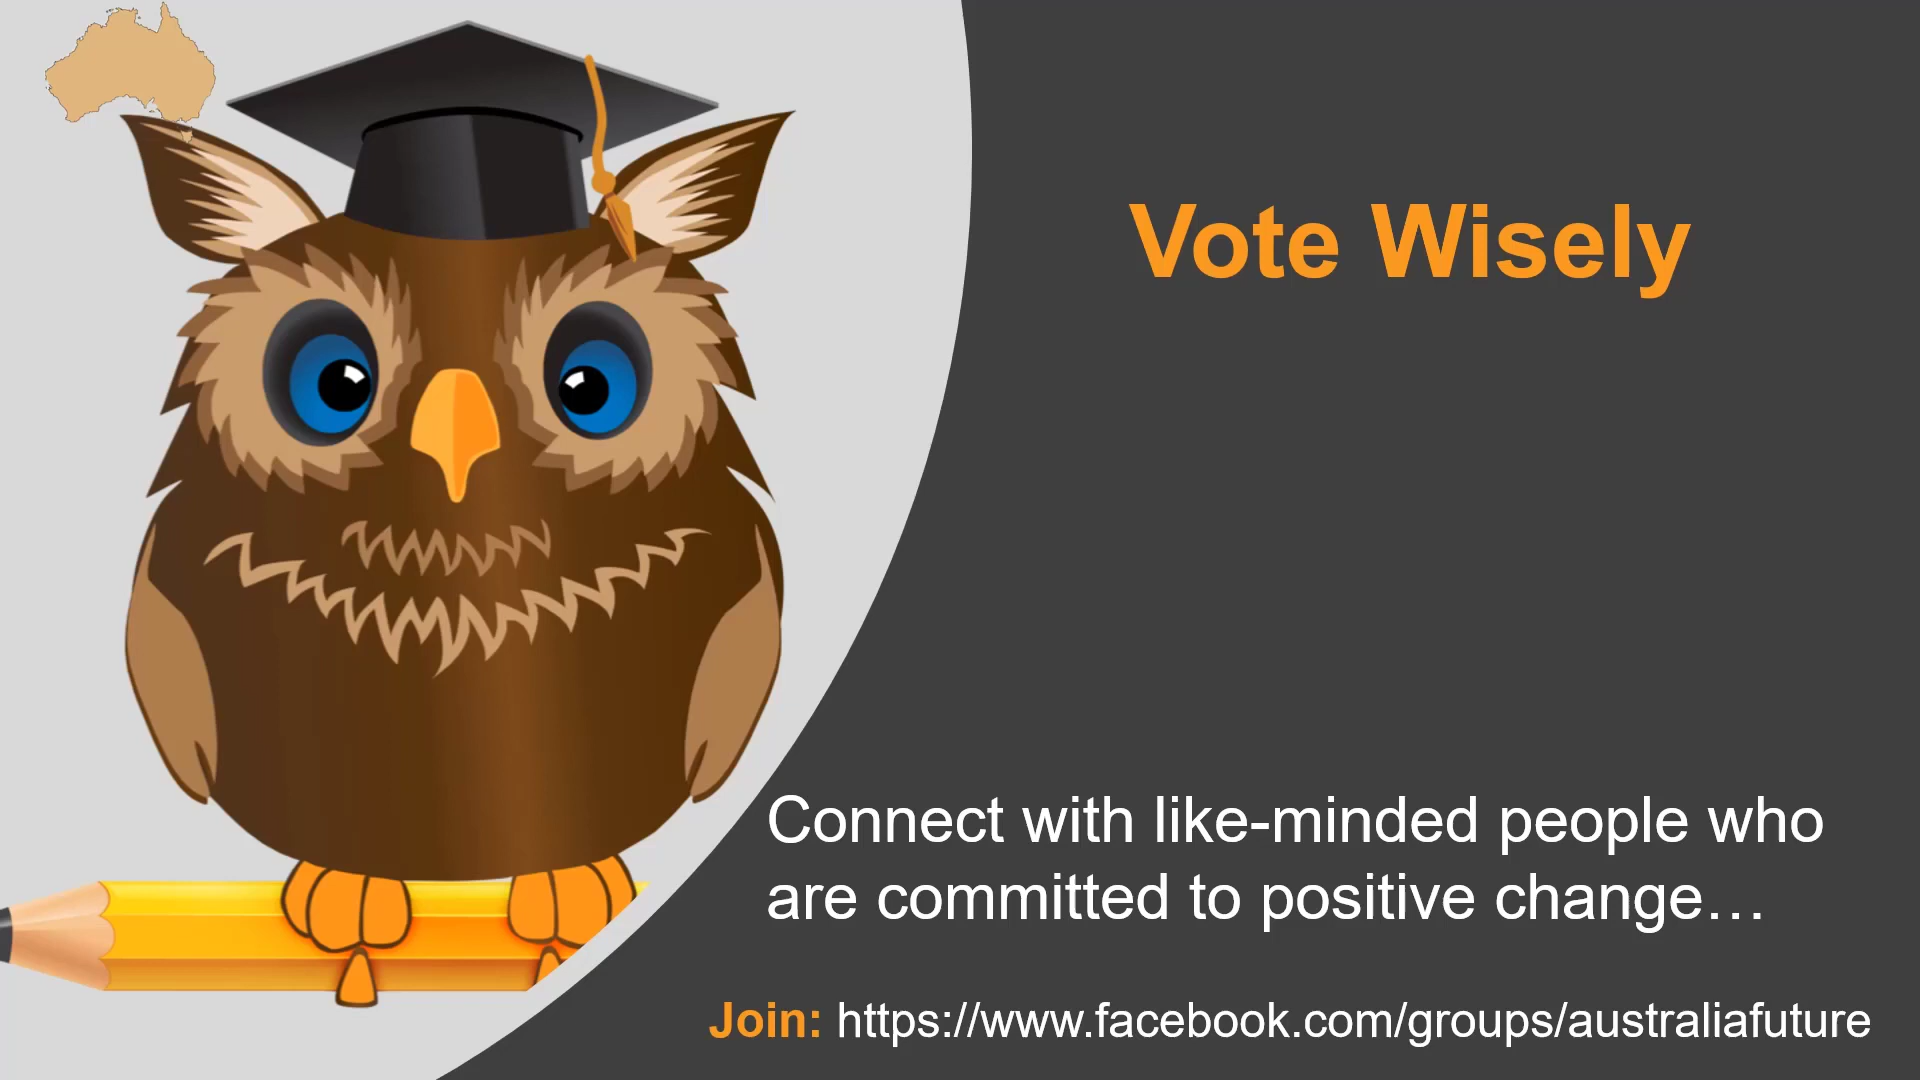 Vote Wisely
Connect with like-minded people who
are committed to positive change…
Join: https://www.facebook.com/groups/australiafuture